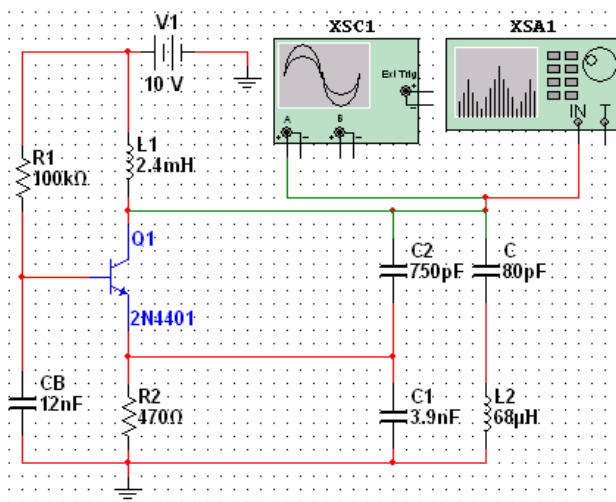 V1
10 V
XSC1
Ext Trig
+
-
A
B
+
-
+
-
XSA1
IN
T
R1
100kΩ
L1
2.4mH
Q1
2N4401
C2
750pF
C
80pF
CB
12nF
R2
470Ω
C1
3.9nF
L2
68µH